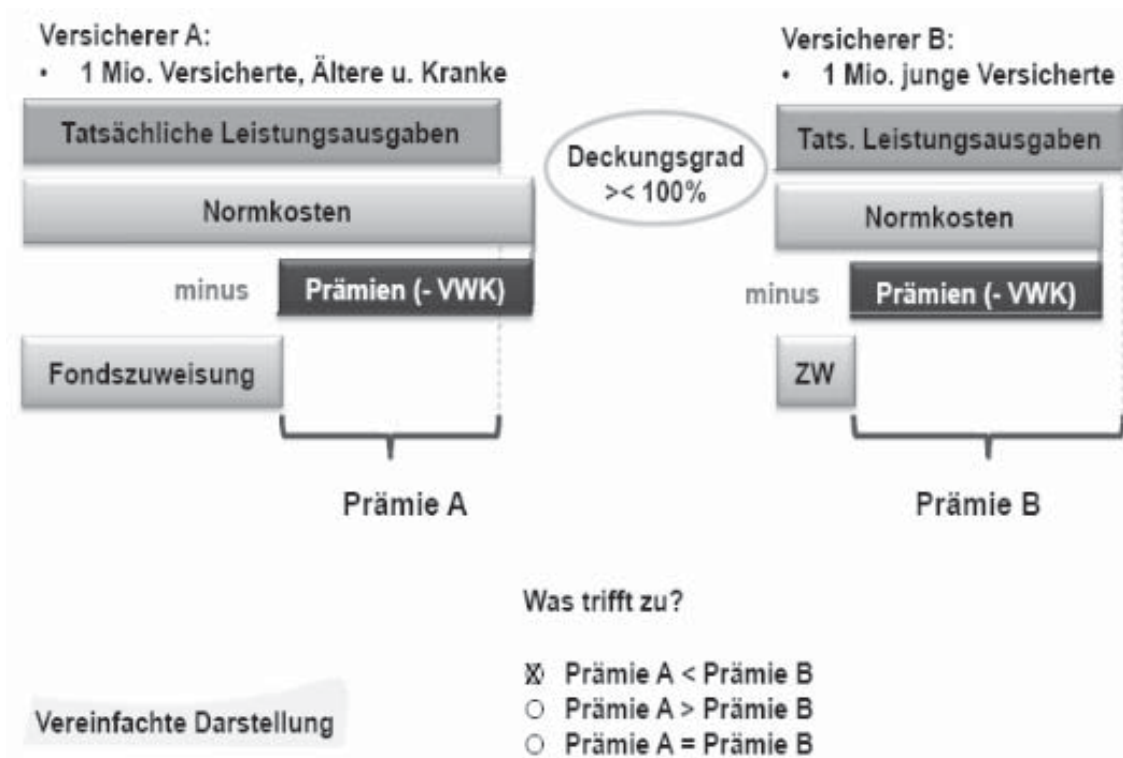 Versicherer A:
• 1 Mio. Versicherte, Ältere u. Kranke
Tatsächliche Leistungsausgaben
Normkosten
minus
Prämien (- VWK)
Fondszuweisung
Prämie A
Deckungsgrad
>< 100%
Versicherer B:
• 1 Mio. junge Versicherte
Tats. Leistungsausgaben
Normkosten
minus
Prämien (- VWK)
ZW
Prämie B
Was trifft zu?
Prämie A < Prämie B
Prämie A > Prämie B
Prämie A = Prämie B
Vereinfachte Darstellung